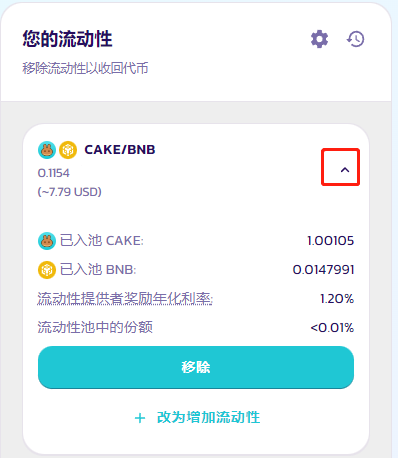 您的流动性
移除流动性以收回代币
CAKE/BNB
0.1154
(~7.79 USD)
已入池 CAKE: 1.00105
已入池 BNB: 0.0147991
流动性提供者奖励年化利率: 1.20%
流动性池中的份额 <0.01%
移除
+ 改为增加流动性